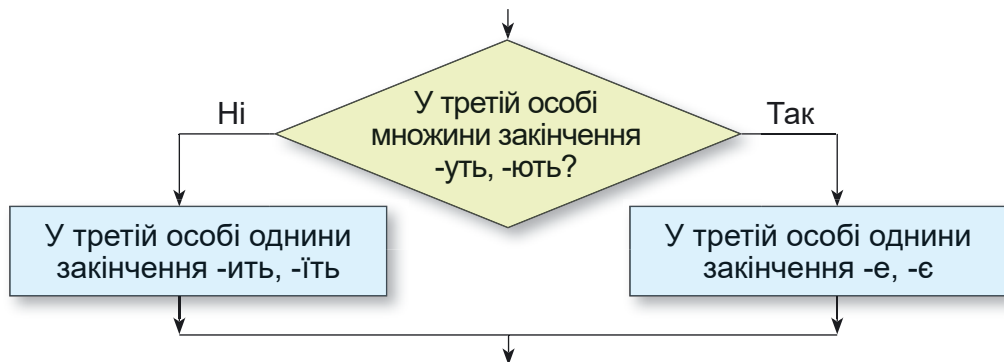 У третій особі
множини закінчення
-уть, -ють?
Ні
Так
У третій особі однини
закінчення -ить, -їть
У третій особі однини
закінчення -е, -є